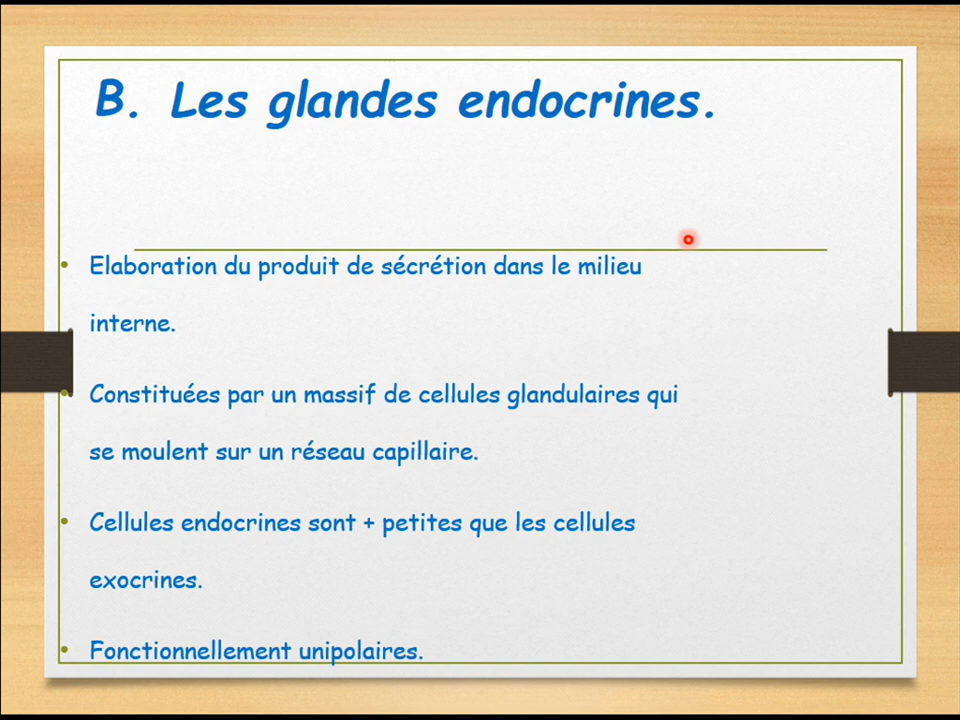 B. Les glandes endocrines.
• Elaboration du produit de sécrétion dans le milieu
interne.
• Constituées par un massif de cellules glandulaires qui
se moulent sur un réseau capillaire.
• Cellules endocrines sont + petites que les cellules
exocrines.
• Fonctionnellement unipolaires.